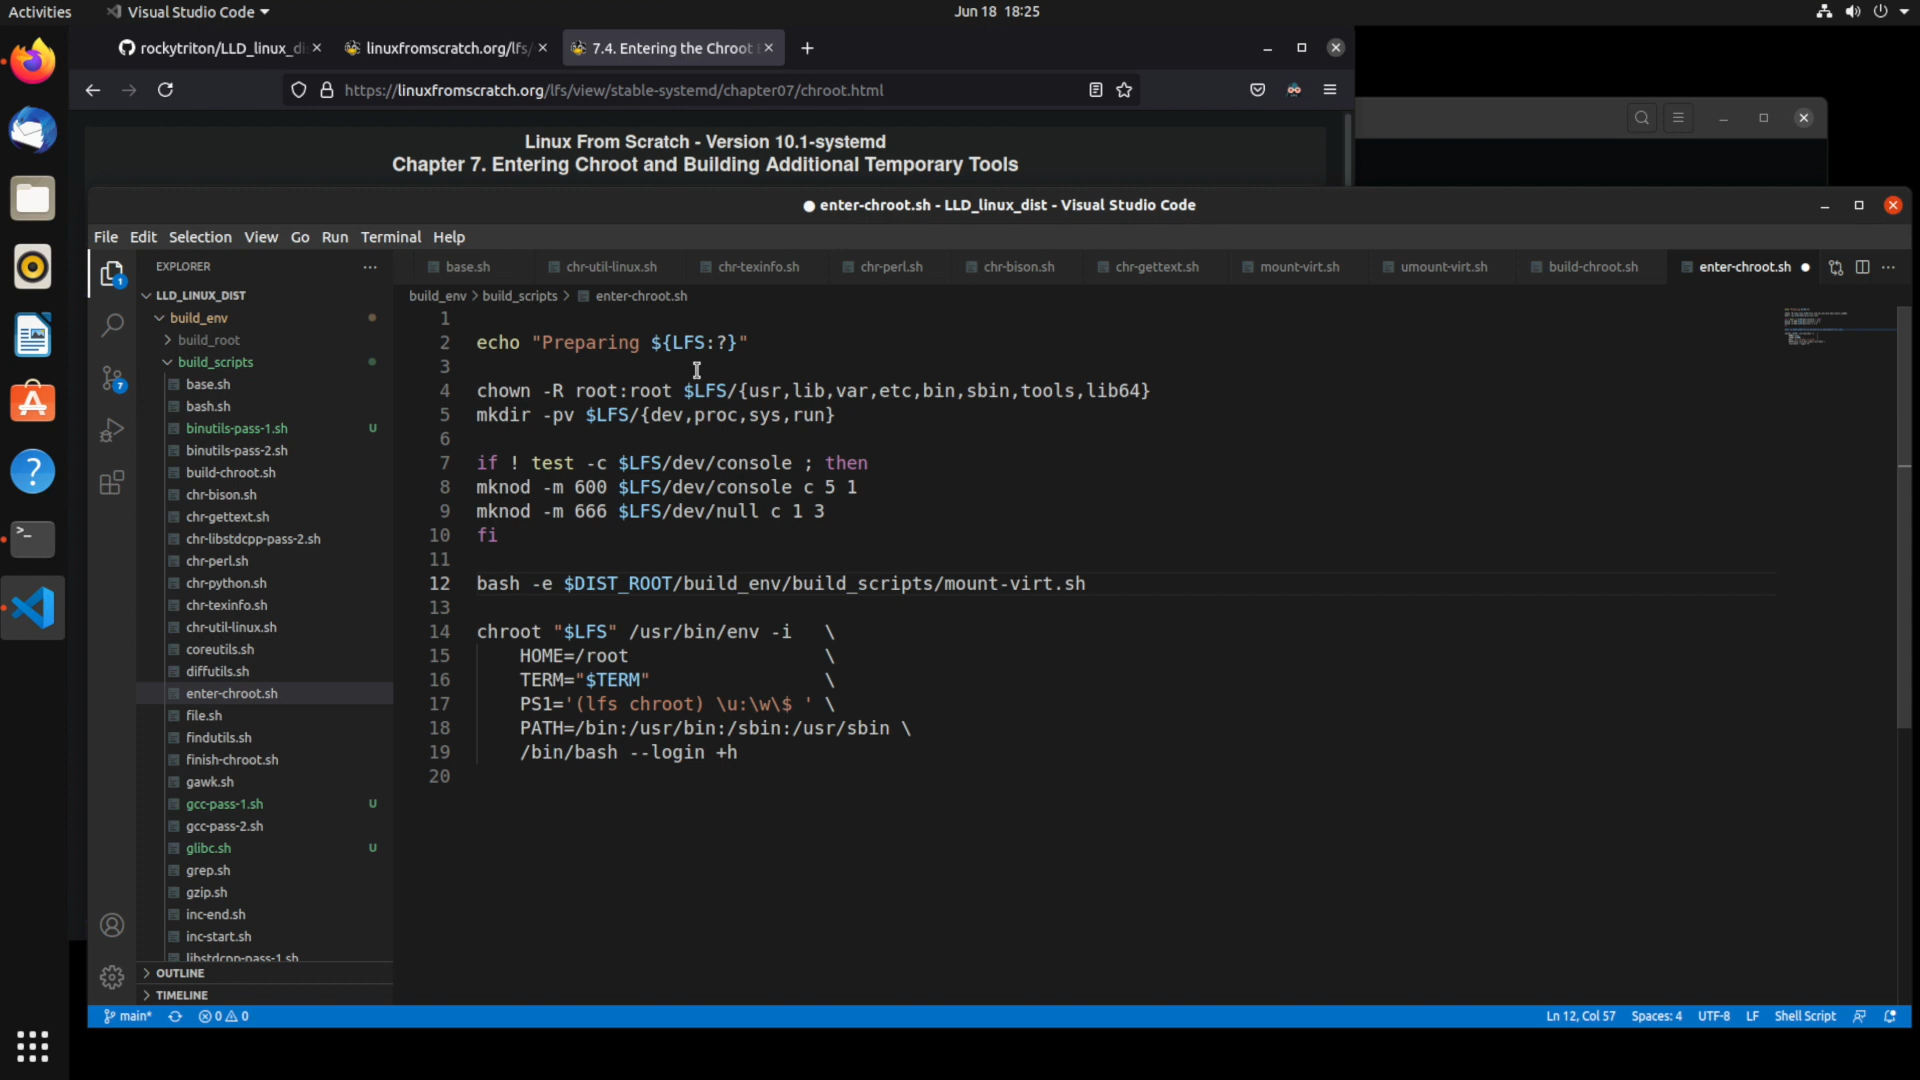 Activities
Visual Studio Code
Jun 18 18:25
rockytriton/LLD_linux_di
linuxfromscratch.org/lfs/
7.4. Entering the Chroot E
https://linuxfromscratch.org/lfs/view/stable-systemd/chapter07/chroot.html
Linux From Scratch - Version 10.1-systemd
Chapter 7. Entering Chroot and Building Additional Temporary Tools
● enter-chroot.sh - LLD_linux_dist - Visual Studio Code
File Edit Selection View Go Run Terminal Help
EXPLORER
base.sh
chr-util-linux.sh
chr-texinfo.sh
chr-perl.sh
chr-bison.sh
chr-gettext.sh
mount-virt.sh
umount-virt.sh
build-chroot.sh
enter-chroot.sh
1
7
LLD_LINUX_DIST
build_env
build_root
build_scripts
base.sh
bash.sh
binutils-pass-1.sh U
binutils-pass-2.sh
build-chroot.sh
chr-bison.sh
chr-gettext.sh
chr-libstdcpp-pass-2.sh
chr-perl.sh
chr-python.sh
chr-texinfo.sh
chr-util-linux.sh
coreutils.sh
diffutils.sh
enter-chroot.sh
file.sh
findutils.sh
finish-chroot.sh
gawk.sh
gcc-pass-1.sh U
gcc-pass-2.sh
glibc.sh U
grep.sh
gzip.sh
inc-end.sh
inc-start.sh
libstdcpp-pass-1.sh
OUTLINE
TIMELINE
build_env > build_scripts > enter-chroot.sh
1
2 echo "Preparing ${LFS:?}"
3
4 chown -R root:root $LFS/{usr,lib,var,etc,bin,sbin,tools,lib64}
5 mkdir -pv $LFS/{dev,proc,sys,run}
6
7 if ! test -c $LFS/dev/console ; then
8 mknod -m 600 $LFS/dev/console c 5 1
9 mknod -m 666 $LFS/dev/null c 1 3
10 fi
11
12 bash -e $DIST_ROOT/build_env/build_scripts/mount-virt.sh
13
14 chroot "$LFS" /usr/bin/env -i   \
15     HOME=/root                  \
16     TERM="$TERM"                \
17     PS1='(lfs chroot) \u:\w\$ ' \
18     PATH=/bin:/usr/bin:/sbin:/usr/sbin \
19     /bin/bash --login +h
20
main*
0
0
Ln 12, Col 57
Spaces: 4
UTF-8
LF
Shell Script